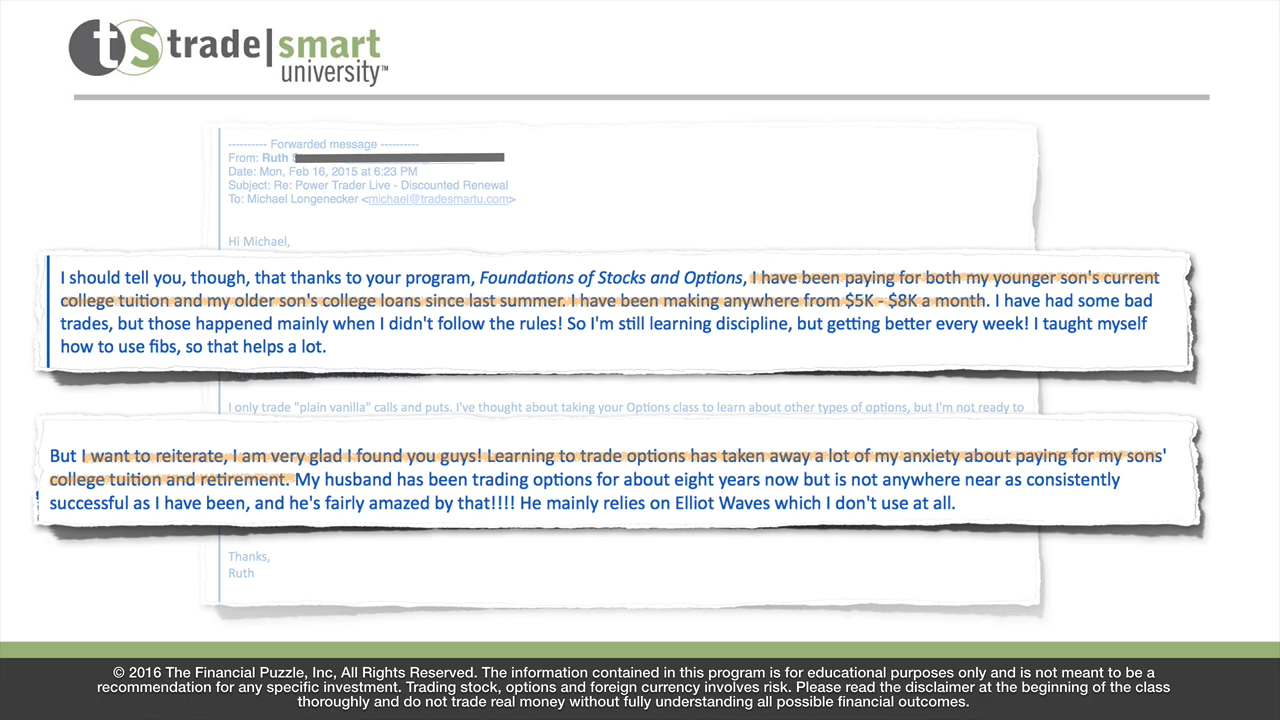 ts trade|smart
university™
---------- Forwarded message ----------
From: Ruth
Date: Mon, Feb 16, 2015 at 6:23 PM
Subject: Re: Power Trader Live - Discounted Renewal
To: Michael Longenecker <michael@tradesmartu.com>
Hi Michael,
I should tell you, though, that thanks to your program, Foundations of Stocks and Options, I have been paying for both my younger son's current
college tuition and my older son's college loans since last summer. I have been making anywhere from $5K - $8K a month. I have had some bad
trades, but those happened mainly when I didn't follow the rules! So I'm still learning discipline, but getting better every week! I taught myself
how to use fibs, so that helps a lot.
I only trade "plain vanilla" calls and puts. I've thought about taking your Options class to learn about other types of options, but I'm not ready to
But I want to reiterate, I am very glad I found you guys! Learning to trade options has taken away a lot of my anxiety about paying for my sons'
college tuition and retirement. My husband has been trading options for about eight years now but is not anywhere near as consistently
successful as I have been, and he's fairly amazed by that!!!! He mainly relies on Elliot Waves which I don't use at all.
Thanks,
Ruth
© 2016 The Financial Puzzle, Inc, All Rights Reserved. The information contained in this program is for educational purposes only and is not meant to be a
recommendation for any specific investment. Trading stock, options and foreign currency involves risk. Please read the disclaimer at the beginning of the class
thoroughly and do not trade real money without fully understanding all possible financial outcomes.